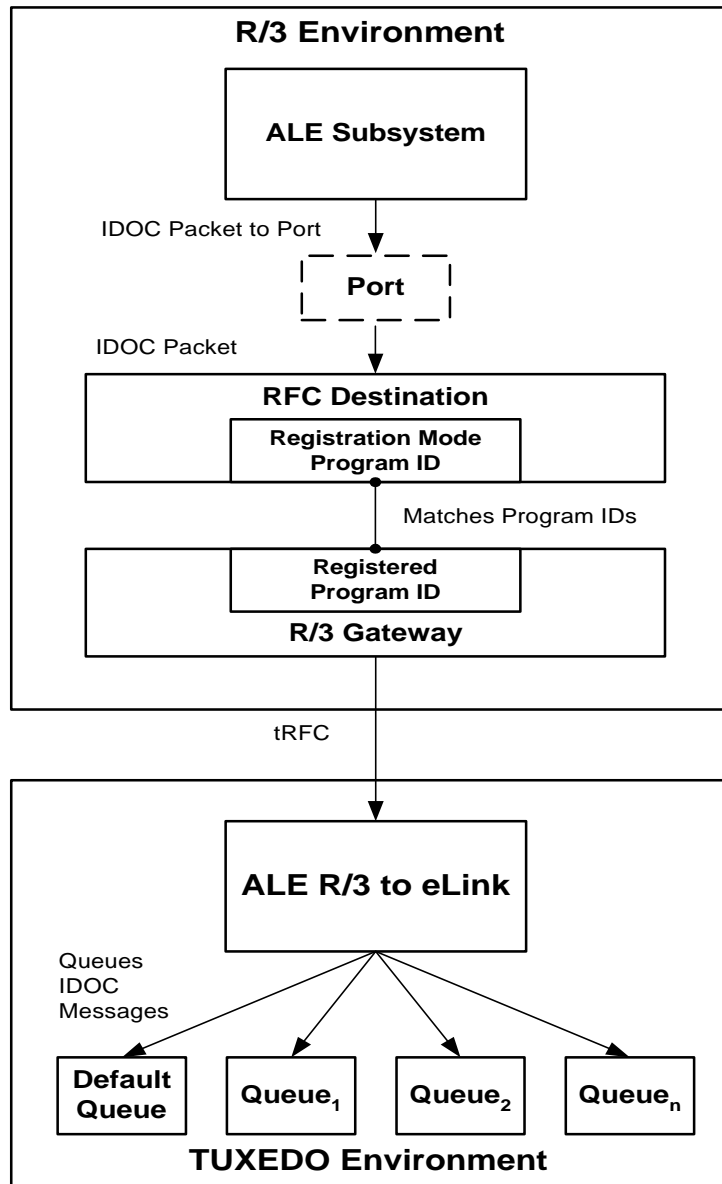 R/3 Environment
ALE Subsystem
IDOC Packet to Port
Port
IDOC Packet
RFC Destination
Registration Mode
Program ID
Matches Program IDs
Registered
Program ID
R/3 Gateway
tRFC
ALE R/3 to eLink
Queues
IDOC
Messages
Default
Queue
Queue₁
Queue₂
Queueₙ
TUXEDO Environment